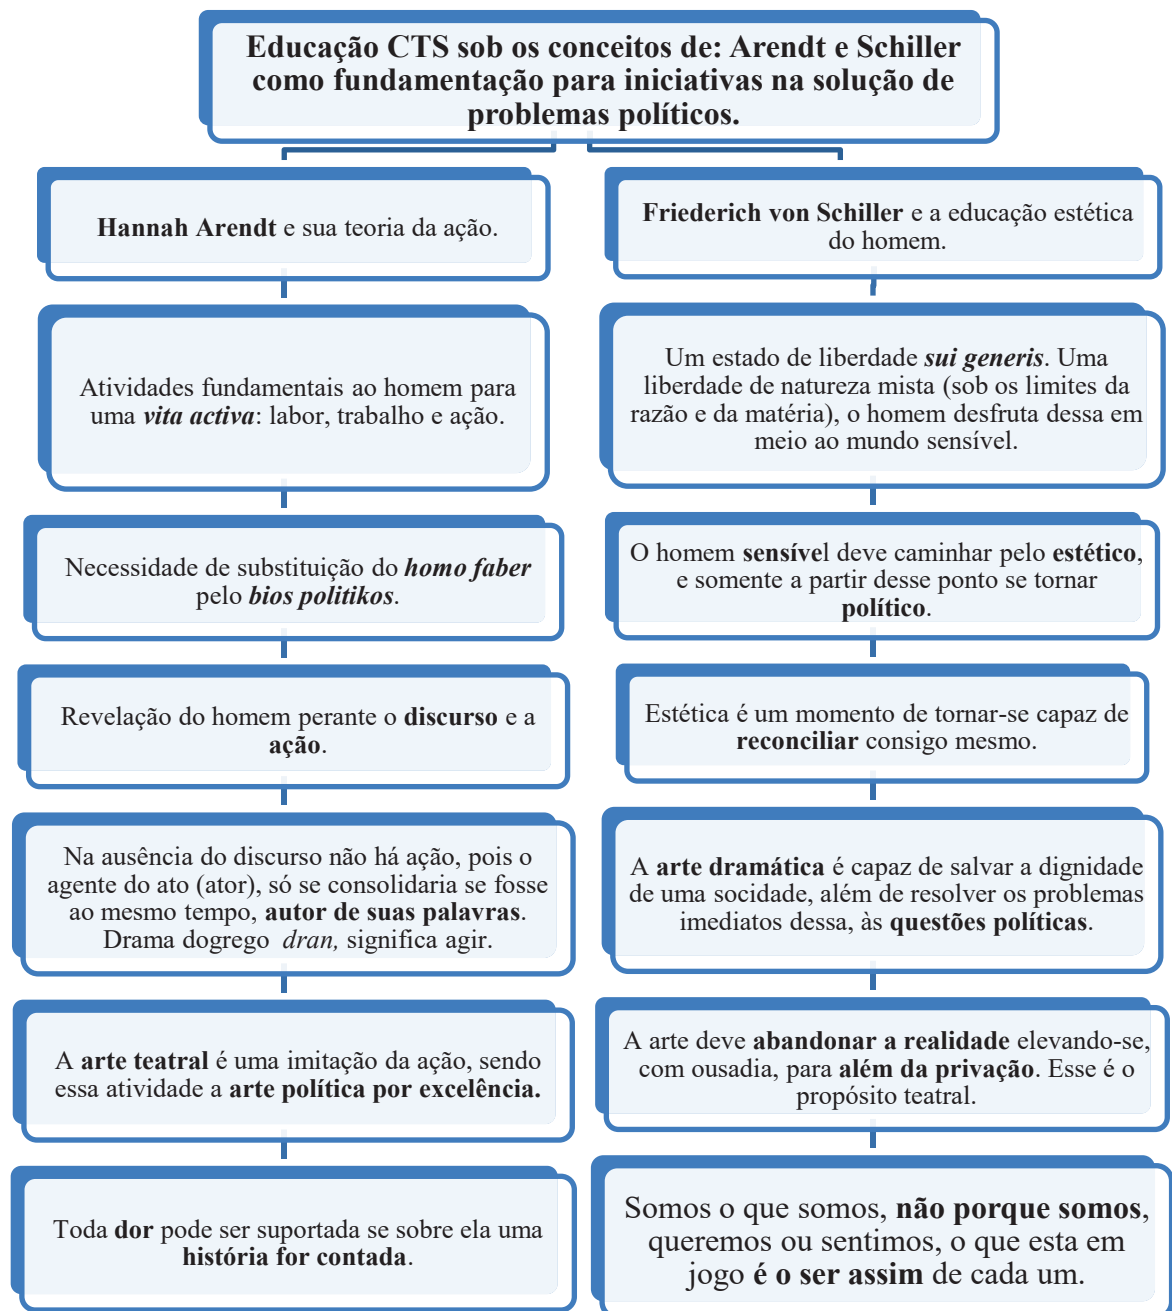 Educação CTS sob os conceitos de: Arendt e Schiller
como fundamentação para iniciativas na solução de
problemas políticos.
Hannah Arendt e sua teoria da ação.
Atividades fundamentais ao homem para
uma vita activa: labor, trabalho e ação.
Necessidade de substituição do homo faber
pelo bios politikos.
Revelação do homem perante o discurso e a
ação.
Na ausência do discurso não há ação, pois o
agente do ato (ator), só se consolidaria se fosse
ao mesmo tempo, autor de suas palavras.
Drama dogrego dran, significa agir.
A arte teatral é uma imitação da ação, sendo
essa atividade a arte política por excelência.
Toda dor pode ser suportada se sobre ela uma
história for contada.
Friederich von Schiller e a educação estética
do homem.
Um estado de liberdade sui generis. Uma
liberdade de natureza mista (sob os limites da
razão e da matéria), o homem desfruta dessa em
meio ao mundo sensível.
O homem sensível deve caminhar pelo estético,
e somente a partir desse ponto se tornar
político.
Estética é um momento de tornar-se capaz de
reconciliar consigo mesmo.
A arte dramática é capaz de salvar a dignidade
de uma socidade, além de resolver os problemas
imediatos dessa, às questões políticas.
A arte deve abandonar a realidade elevando-se,
com ousadia, para além da privação. Esse é o
propósito teatral.
Somos o que somos, não porque somos,
queremos ou sentimos, o que esta em
jogo é o ser assim de cada um.